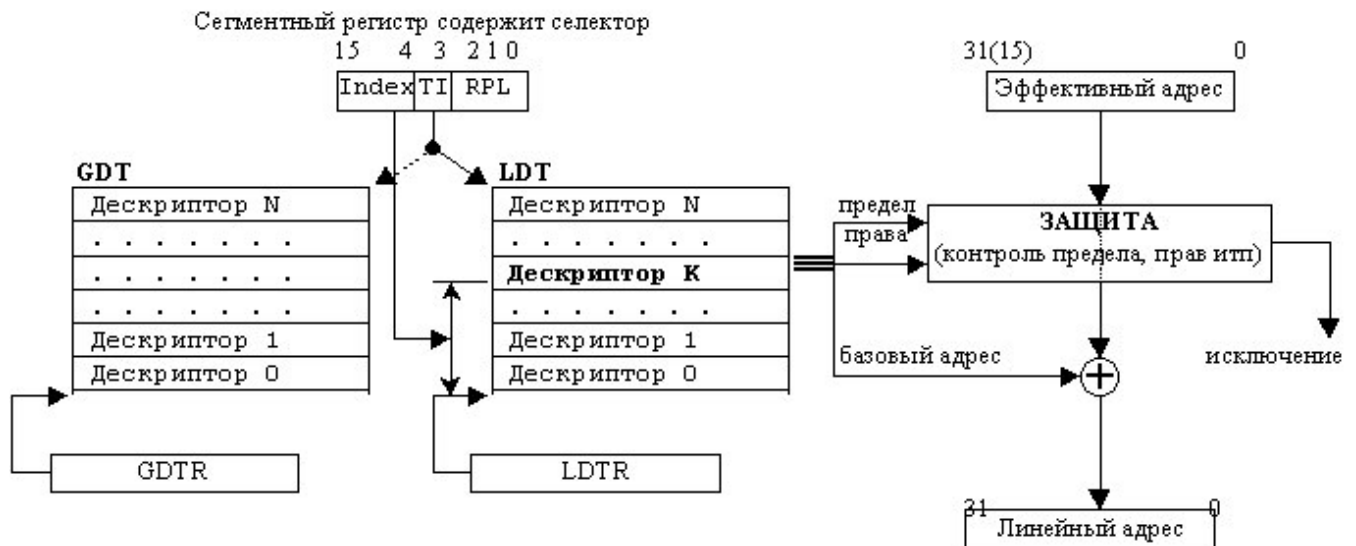 Сегментный регистр содержит селектор
15 4 3 2 1 0
Index TI RPL
31(15) 0
Эффективный адрес
GDT
Дескриптор N
. . . . . . .
. . . . . . .
. . . . . . .
Дескриптор 1
Дескриптор 0
GDTR
LDT
Дескриптор N
. . . . . . .
Дескриптор K
. . . . . . .
Дескриптор 1
Дескриптор 0
LDTR
предел
права
базовый адрес
ЗАЩИТА
(контроль предела, прав итп)
исключение
31 0
Линейный адрес